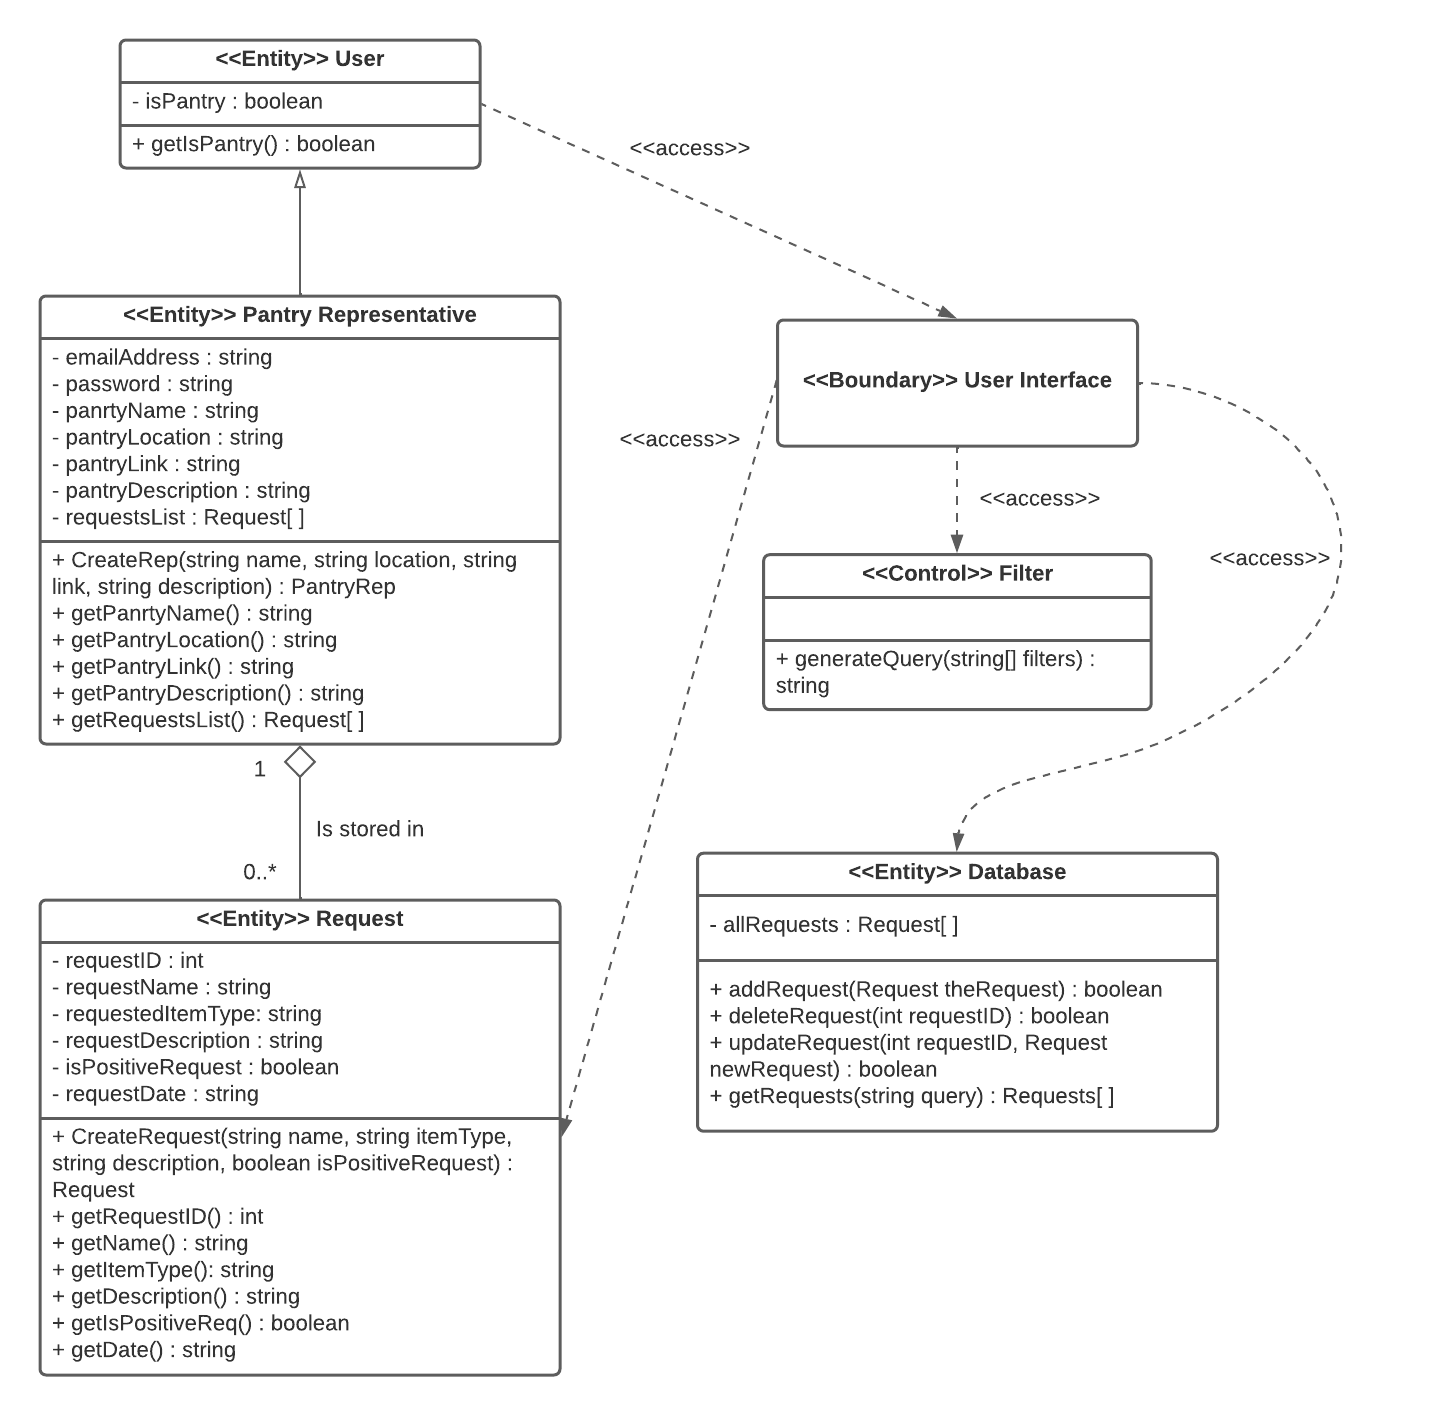 <<Entity>> User
- isPantry : boolean
+ getIsPantry() : boolean
<<access>>
<<Entity>> Pantry Representative
- emailAddress : string
- password : string
- panrtyName : string
- pantryLocation : string
- pantryLink : string
- pantryDescription : string
- requestsList : Request[ ]
+ CreateRep(string name, string location, string
link, string description) : PantryRep
+ getPanrtyName() : string
+ getPantryLocation() : string
+ getPantryLink() : string
+ getPantryDescription() : string
+ getRequestsList() : Request[ ]
<<Boundary>> User Interface
<<access>>
<<access>>
<<access>>
<<Control>> Filter
+ generateQuery(string[] filters) :
string
1
Is stored in
0..*
<<Entity>> Request
- requestID : int
- requestName : string
- requestedItemType: string
- requestDescription : string
- isPositiveRequest : boolean
- requestDate : string
+ CreateRequest(string name, string itemType,
string description, boolean isPositiveRequest) :
Request
+ getRequestID() : int
+ getName() : string
+ getItemType(): string
+ getDescription() : string
+ getIsPositiveReq() : boolean
+ getDate() : string
<<Entity>> Database
- allRequests : Request[ ]
+ addRequest(Request theRequest) : boolean
+ deleteRequest(int requestID) : boolean
+ updateRequest(int requestID, Request
newRequest) : boolean
+ getRequests(string query) : Requests[ ]